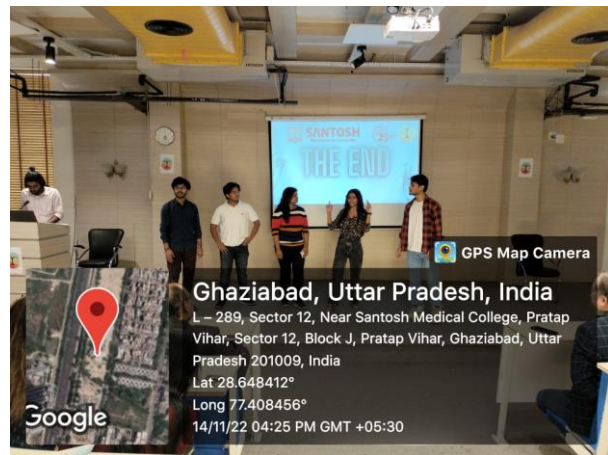 SANTOSH
THE END
GPS Map Camera
Ghaziabad, Uttar Pradesh, India
L – 289, Sector 12, Near Santosh Medical College, Pratap
Vihar, Sector 12, Block J, Pratap Vihar, Ghaziabad, Uttar
Pradesh 201009, India
Lat 28.648412°
Long 77.408456°
14/11/22 04:25 PM GMT +05:30
Google